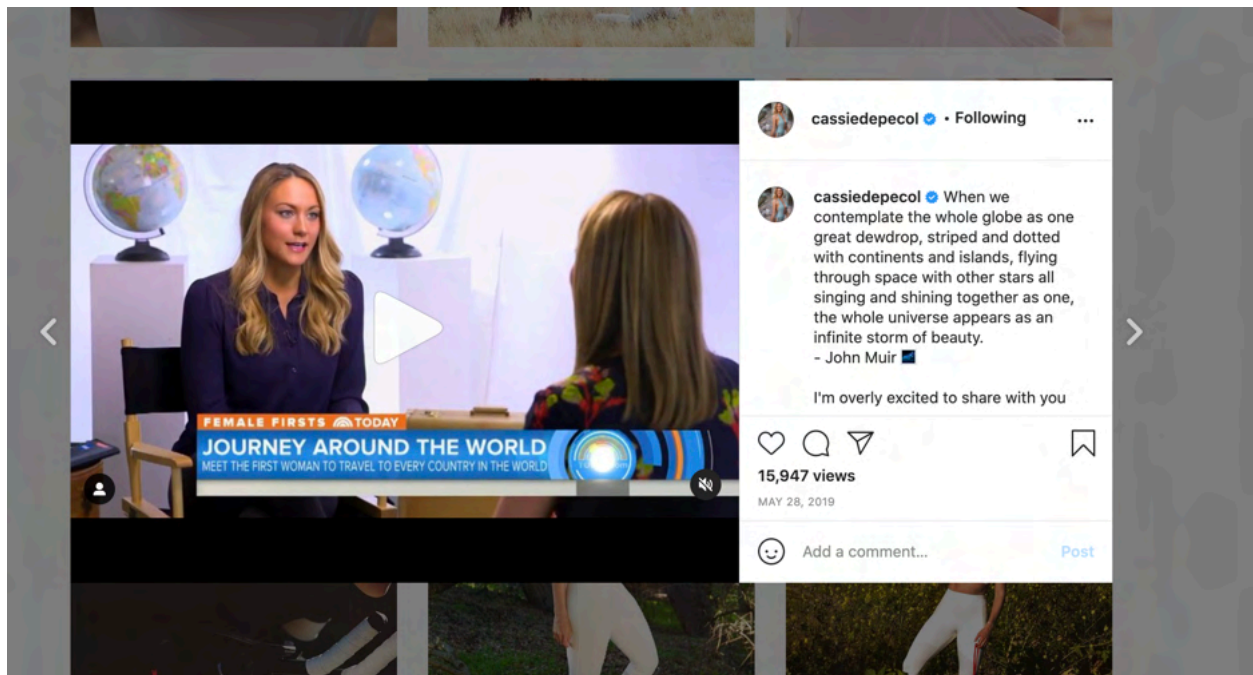 cassiedepecol • Following
...
cassiedepecol When we
contemplate the whole globe as one
great dewdrop, striped and dotted
with continents and islands, flying
through space with other stars all
singing and shining together as one,
the whole universe appears as an
infinite storm of beauty.
- John Muir
I'm overly excited to share with you
FEMALE FIRSTS TODAY
JOURNEY AROUND THE WORLD
MEET THE FIRST WOMAN TO TRAVEL TO EVERY COUNTRY IN THE WORLD
15,947 views
MAY 28, 2019
Add a comment...
Post